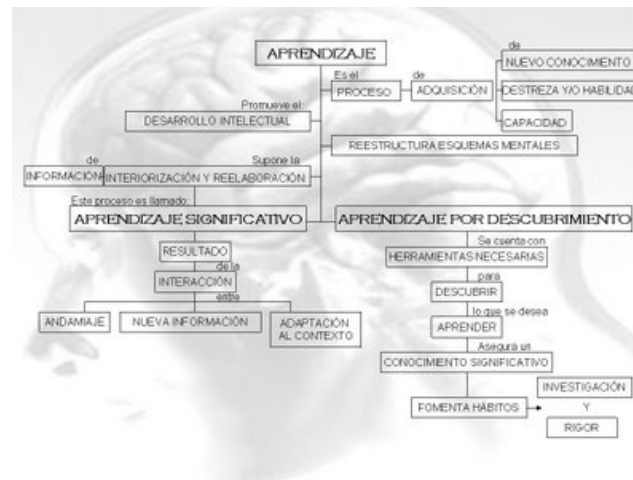 APRENDIZAJE
Es el
PROCESO
de
ADQUISICIÓN
de
NUEVO CONOCIMIENTO
DESTREZA Y/O HABILIDAD
CAPACIDAD
Promueve el:
DESARROLLO INTELECTUAL
REESTRUCTURA ESQUEMAS MENTALES
Supone la
INTERIORIZACIÓN Y REELABORACIÓN
de
INFORMACIÓN
Este proceso es llamado:
APRENDIZAJE SIGNIFICATIVO
RESULTADO
de la
INTERACCIÓN
entre
ANDAMIAJE
NUEVA INFORMACIÓN
ADAPTACIÓN
AL CONTEXTO
APRENDIZAJE POR DESCUBRIMIENTO
Se cuenta con
HERRAMIENTAS NECESARIAS
para
DESCUBRIR
lo que se desea
APRENDER
Asegura un
CONOCIMIENTO SIGNIFICATIVO
FOMENTA HÁBITOS
INVESTIGACIÓN
Y
RIGOR